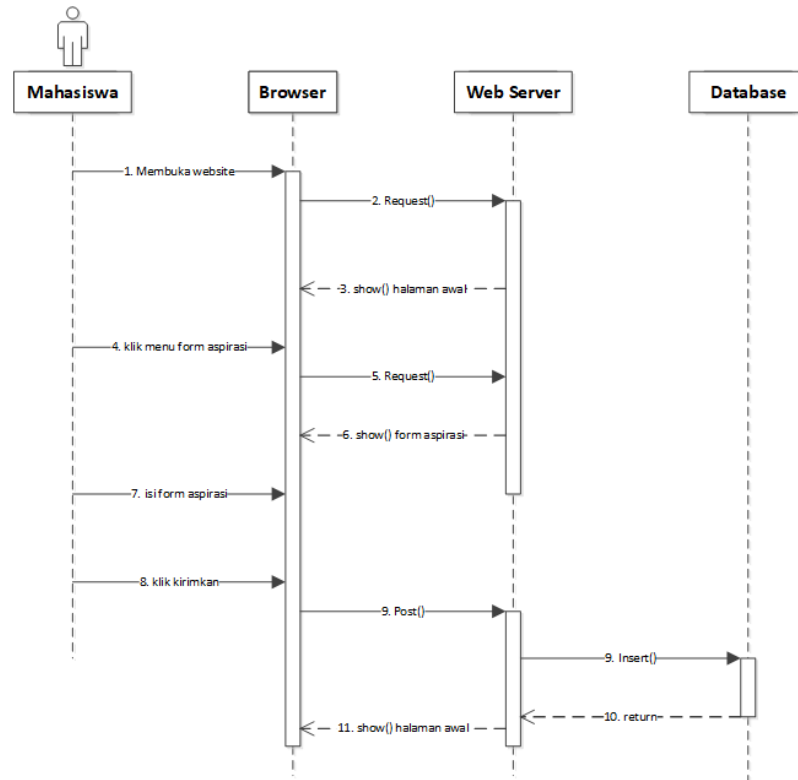 Mahasiswa
Browser
Web Server
Database
1. Membuka website
2. Request()
3. show() halaman awal
4. klik menu form aspirasi
5. Request()
6. show() form aspirasi
7. isi form aspirasi
8. klik kirimkan
9. Post()
9. Insert()
10. return
11. show() halaman awal